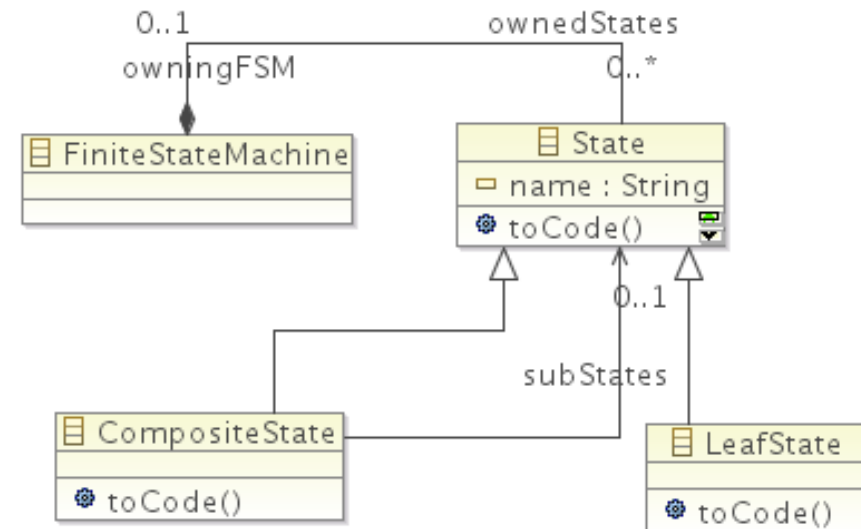 0..1
ownedStates
owningFSM
0..*
FiniteStateMachine
State
name : String
toCode()
0..1
subStates
CompositeState
toCode()
LeafState
toCode()